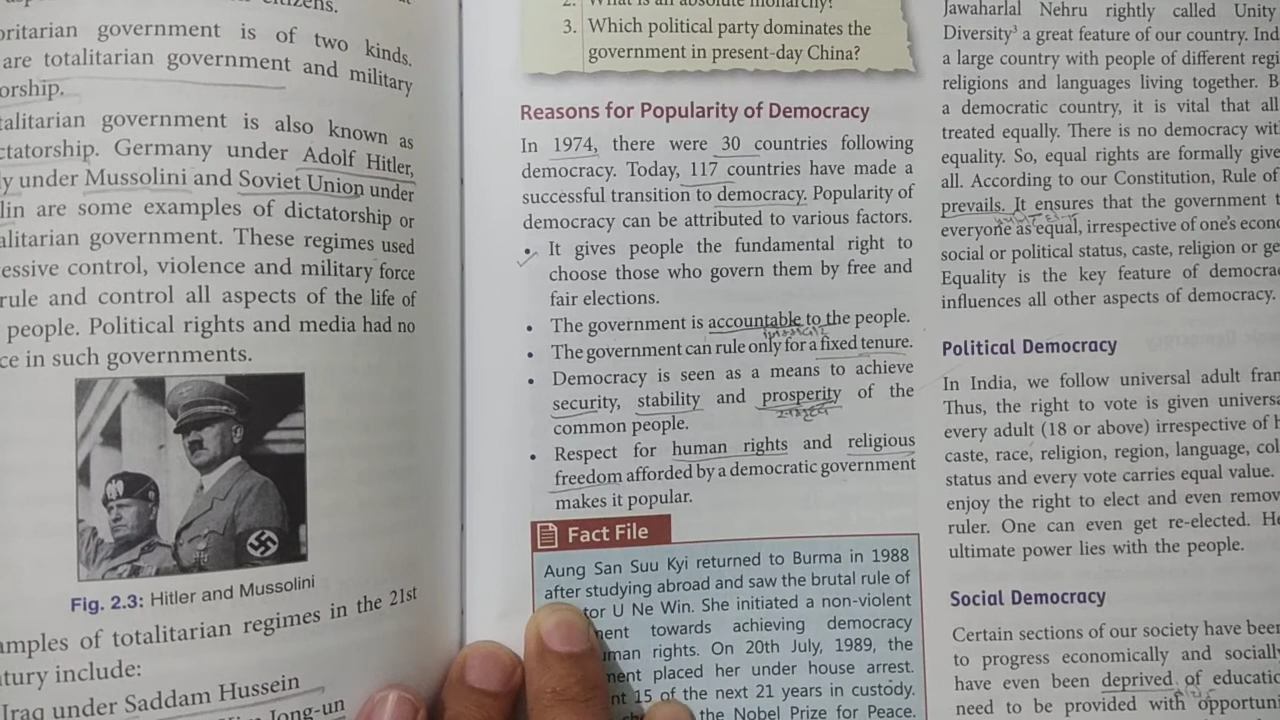 citizens.
oritarian government is of two kinds.
are totalitarian government and military
orship.
talitarian government is also known as
ctatorship. Germany under Adolf Hitler,
y under Mussolini and Soviet Union under
lin are some examples of dictatorship or
alitarian government. These regimes used
essive control, violence and military force
rule and control all aspects of the life of
people. Political rights and media had no
ce in such governments.
Fig. 2.3: Hitler and Mussolini
amples of totalitarian regimes in the 21st
ntury include:
Iraq under Saddam Hussein
Jong-un
2. What is an absolute monarchy?
3. Which political party dominates the
government in present-day China?
Reasons for Popularity of Democracy
In 1974, there were 30 countries following
democracy. Today, 117 countries have made a
successful transition to democracy. Popularity of
democracy can be attributed to various factors.
• It gives people the fundamental right to
choose those who govern them by free and
fair elections.
• The government is accountable to the people.
• The government can rule only for a fixed tenure.
• Democracy is seen as a means to achieve
security, stability and prosperity of the
common people.
• Respect for human rights and religious
freedom afforded by a democratic government
makes it popular.
Fact File
Aung San Suu Kyi returned to Burma in 1988
after studying abroad and saw the brutal rule of
tor U Ne Win. She initiated a non-violent
ment towards achieving democracy
uman rights. On 20th July, 1989, the
ment placed her under house arrest.
nt 15 of the next 21 years in custody.
the Nobel Prize for Peace.
Jawaharlal Nehru rightly called Unity
Diversity³ a great feature of our country. Ind
a large country with people of different regi
religions and languages living together. B
a democratic country, it is vital that all
treated equally. There is no democracy wit
equality. So, equal rights are formally give
all. According to our Constitution, Rule of
prevails. It ensures that the government t
everyone as equal, irrespective of one's econo
social or political status, caste, religion or ge
Equality is the key feature of democra
influences all other aspects of democracy.
Political Democracy
In India, we follow universal adult fran
Thus, the right to vote is given universa
every adult (18 or above) irrespective of h
caste, race, religion, region, language, col
status and every vote carries equal value.
enjoy the right to elect and even remov
ruler. One can even get re-elected. H
ultimate power lies with the people.
Social Democracy
Certain sections of our society have been
to progress economically and socially
have even been deprived of educatio
need to be provided with opportun